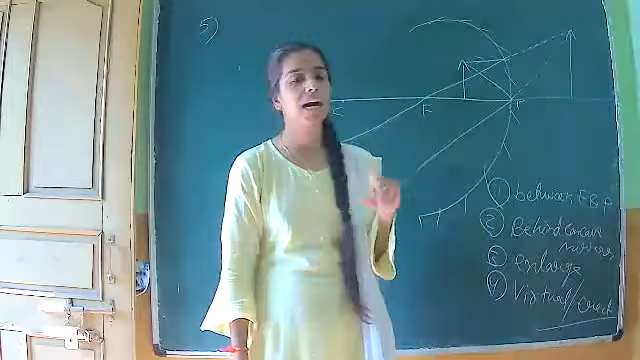 5)
C F P
① between F & P
② Behind Concave
mirror
③ enlarge
④ Virtual/Erect